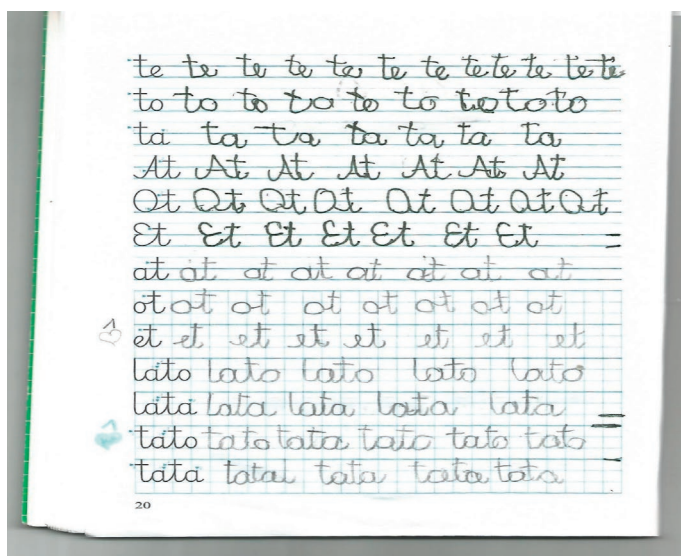 te te te te te te te te te te te te
to to to to to to to to to to
ta ta ta ta ta ta ta
At At At At At At At
Ot Ot Ot Ot Ot Ot Ot Ot
Et Et Et Et Et Et Et
at at at at at at at at
ot ot ot ot ot ot ot ot
et et et et et et et et
lato lato lato lato lato
lata lata lata lata lata
tato tato tata tato tato tato
tata tatal tata tata tata
20